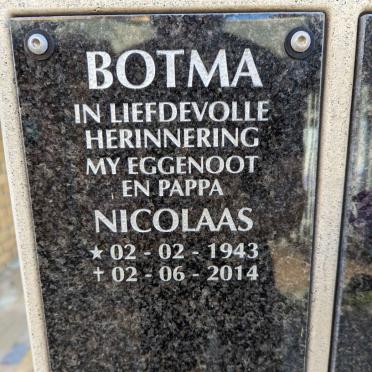 BOTMA
IN LIEFDEVOLLE
HERINNERING
MY EGGENOOT
EN PAPPA
NICOLAAS
★ 02 - 02 - 1943
✝ 02 - 06 - 2014